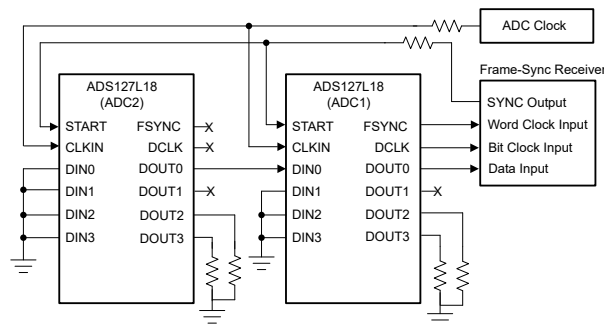 ADC Clock
Frame-Sync Receiver
SYNC Output
Word Clock Input
Bit Clock Input
Data Input
ADS127L18
(ADC2)
START FSYNC
CLKIN DCLK
DIN0 DOUT0
DIN1 DOUT1
DIN2 DOUT2
DIN3 DOUT3
ADS127L18
(ADC1)
START FSYNC
CLKIN DCLK
DIN0 DOUT0
DIN1 DOUT1
DIN2 DOUT2
DIN3 DOUT3